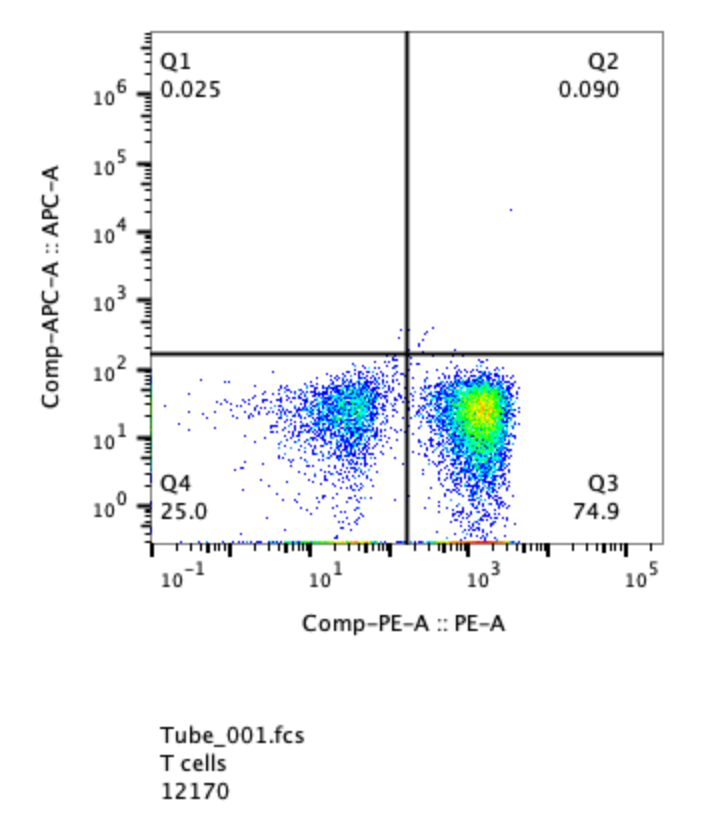 Q1
0.025
Q2
0.090
10^6
10^5
10^4
10^3
10^2
10^1
10^0
Comp-APC-A :: APC-A
Q4
25.0
Q3
74.9
10^-1
10^1
10^3
10^5
Comp-PE-A :: PE-A
Tube_001.fcs
T cells
12170